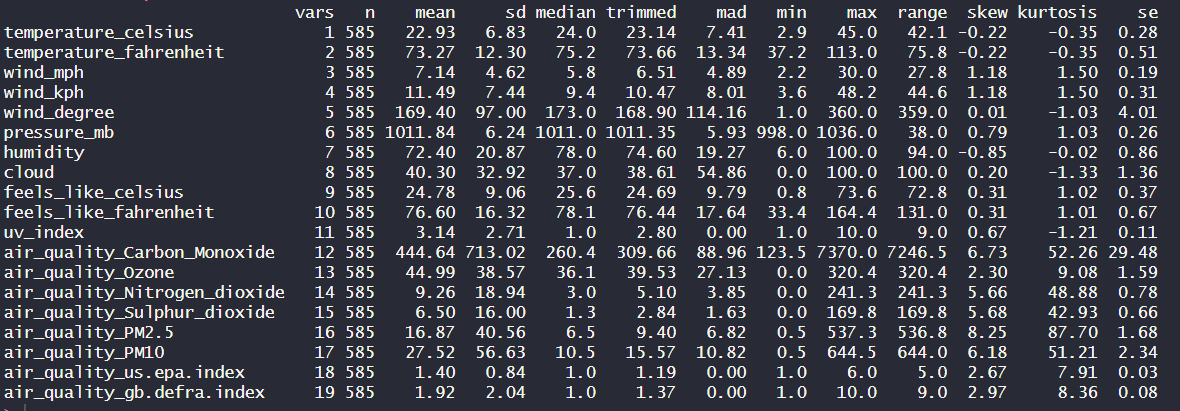 vars n mean sd median trimmed mad min max range skew kurtosis se
temperature_celsius 1 585 22.93 6.83 24.0 23.14 7.41 2.9 45.0 42.1 -0.22 -0.35 0.28
temperature_fahrenheit 2 585 73.27 12.30 75.2 73.66 13.34 37.2 113.0 75.8 -0.22 -0.35 0.51
wind_mph 3 585 7.14 4.62 5.8 6.51 4.89 2.2 30.0 27.8 1.18 1.50 0.19
wind_kph 4 585 11.49 7.44 9.4 10.47 8.01 3.6 48.2 44.6 1.18 1.50 0.31
wind_degree 5 585 169.40 97.00 173.0 168.90 114.16 1.0 360.0 359.0 0.01 -1.03 4.01
pressure_mb 6 585 1011.84 6.24 1011.0 1011.35 5.93 998.0 1036.0 38.0 0.79 1.03 0.26
humidity 7 585 72.40 20.87 78.0 74.60 19.27 6.0 100.0 94.0 -0.85 -0.02 0.86
cloud 8 585 40.30 32.92 37.0 38.61 54.86 0.0 100.0 100.0 0.20 -1.33 1.36
feels_like_celsius 9 585 24.78 9.06 25.6 24.69 9.79 0.8 73.6 72.8 0.31 1.02 0.37
feels_like_fahrenheit 10 585 76.60 16.32 78.1 76.44 17.64 33.4 164.4 131.0 0.31 1.01 0.67
uv_index 11 585 3.14 2.71 1.0 2.80 0.00 1.0 10.0 9.0 0.67 -1.21 0.11
air_quality_Carbon_Monoxide 12 585 444.64 713.02 260.4 309.66 88.96 123.5 7370.0 7246.5 6.73 52.26 29.48
air_quality_Ozone 13 585 44.99 38.57 36.1 39.53 27.13 0.0 320.4 320.4 2.30 9.08 1.59
air_quality_Nitrogen_dioxide 14 585 9.26 18.94 3.0 5.10 3.85 0.0 241.3 241.3 5.66 48.88 0.78
air_quality_Sulphur_dioxide 15 585 6.50 16.00 1.3 2.84 1.63 0.0 169.8 169.8 5.68 42.93 0.66
air_quality_PM2.5 16 585 16.87 40.56 6.5 9.40 6.82 0.5 537.3 536.8 8.25 87.70 1.68
air_quality_PM10 17 585 27.52 56.63 10.5 15.57 10.82 0.5 644.5 644.0 6.18 51.21 2.34
air_quality_us.epa.index 18 585 1.40 0.84 1.0 1.19 0.00 1.0 6.0 5.0 2.67 7.91 0.03
air_quality_gb.defra.index 19 585 1.92 2.04 1.0 1.37 0.00 1.0 10.0 9.0 2.97 8.36 0.08